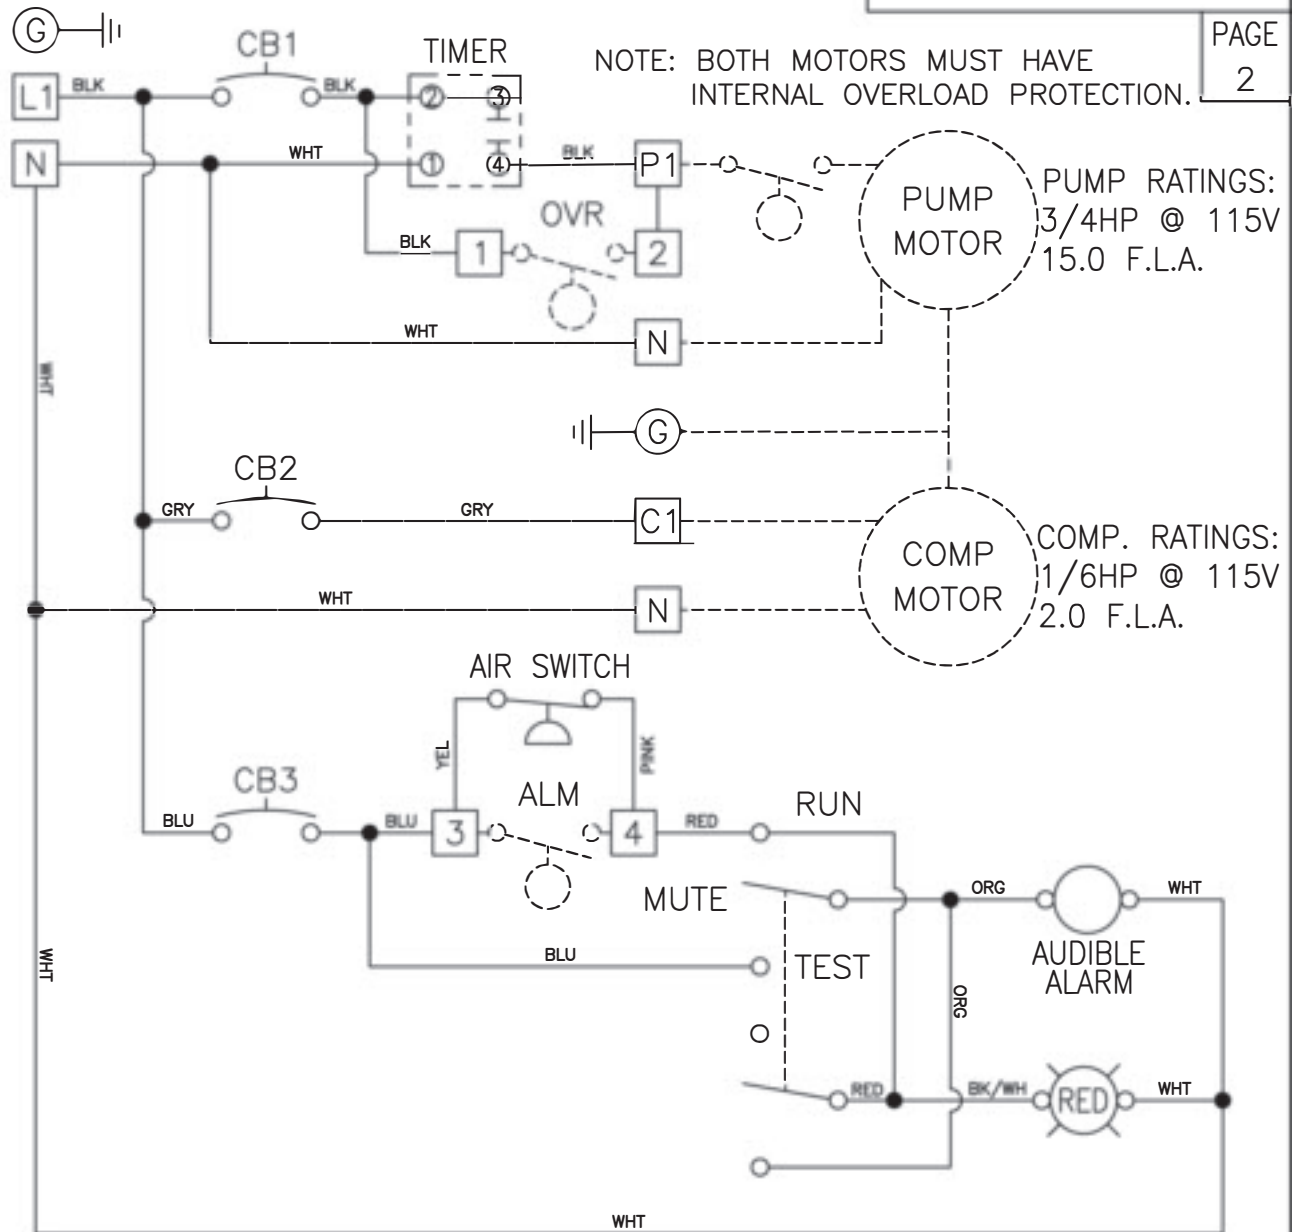 G
CB1
TIMER
NOTE: BOTH MOTORS MUST HAVE
INTERNAL OVERLOAD PROTECTION.
PAGE
2
L1
BLK
BLK
2
3
N
WHT
1
4
BLK
P1
PUMP
MOTOR
PUMP RATINGS:
3/4HP @ 115V
15.0 F.L.A.
OVR
BLK
1
2
WHT
N
WHT
G
CB2
GRY
GRY
C1
COMP
MOTOR
COMP. RATINGS:
1/6HP @ 115V
2.0 F.L.A.
WHT
N
AIR SWITCH
YEL
PINK
CB3
ALM
RUN
BLU
BLU
3
4
RED
MUTE
ORG
WHT
AUDIBLE
ALARM
WHT
BLU
TEST
ORG
RED
BK/WH
RED
WHT
WHT